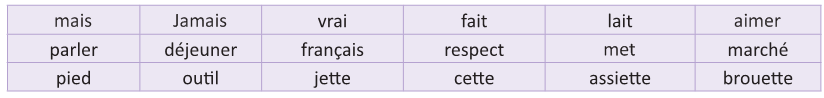 mais Jamais vrai fait lait aimer
parler déjeuner français respect met marché
pied outil jette cette assiette brouette